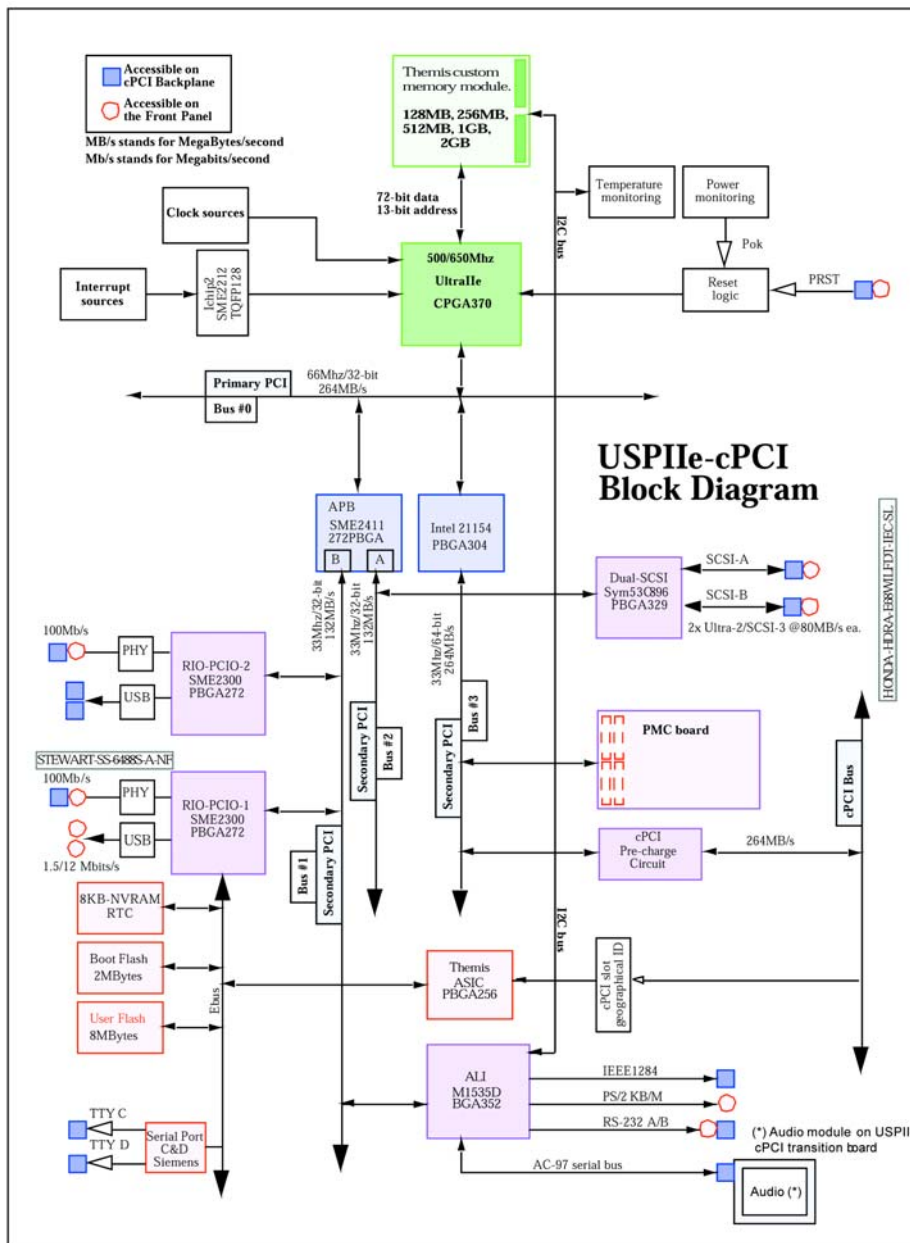 Accessible on
cPCI Backplane
Accessible on
the Front Panel
MB/s stands for MegaBytes/second
Mb/s stands for Megabits/second
Themis custom
memory module.
128MB, 256MB,
512MB, 1GB,
2GB
72-bit data
13-bit address
I2C bus
Temperature
monitoring
Power
monitoring
Pok
Clock sources
Interrupt
sources
Ichip2
SME2212
TQFP128
500/650Mhz
UltraIIe
CPGA370
Reset
logic
PRST
66Mhz/32-bit
264MB/s
Primary PCI
Bus #0
USPIIe-cPCI
Block Diagram
APB
SME2411
272PBGA
B
A
Intel 21154
PBGA304
HONDA-HDRA-E68WLFDT-IEC-SL
Dual-SCSI
Sym53C896
PBGA329
SCSI-A
SCSI-B
2x Ultra-2/SCSI-3 @80MB/s ea.
33Mhz/32-bit
132MB/s
33Mhz/32-bit
132MB/s
33Mhz/64-bit
264MB/s
100Mb/s
PHY
USB
RIO-PCIO-2
SME2300
PBGA272
STEWART-SS-6488S-A-NF
100Mb/s
PHY
USB
1.5/12 Mbits/s
RIO-PCIO-1
SME2300
PBGA272
Secondary PCI
Bus #2
Secondary PCI
Bus #3
PMC board
cPCI Bus
Bus #1
Secondary PCI
cPCI
Pre-charge
Circuit
264MB/s
8KB-NVRAM
RTC
Boot Flash
2MBytes
User Flash
8MBytes
Ebus
I2C bus
Themis
ASIC
PBGA256
cPCI slot
geographical ID
ALI
M1535D
BGA352
IEEE1284
PS/2 KB/M
RS-232 A/B
TTY C
TTY D
Serial Port
C&D
Siemens
AC-97 serial bus
(*) Audio module on USPII
cPCI transition board
Audio (*)